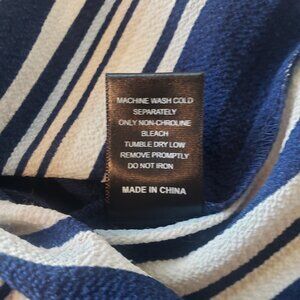 MACHINE WASH COLD
SEPARATELY
ONLY NON-CHROLINE
BLEACH
TUMBLE DRY LOW
REMOVE PROMPTLY
DO NOT IRON
MADE IN CHINA